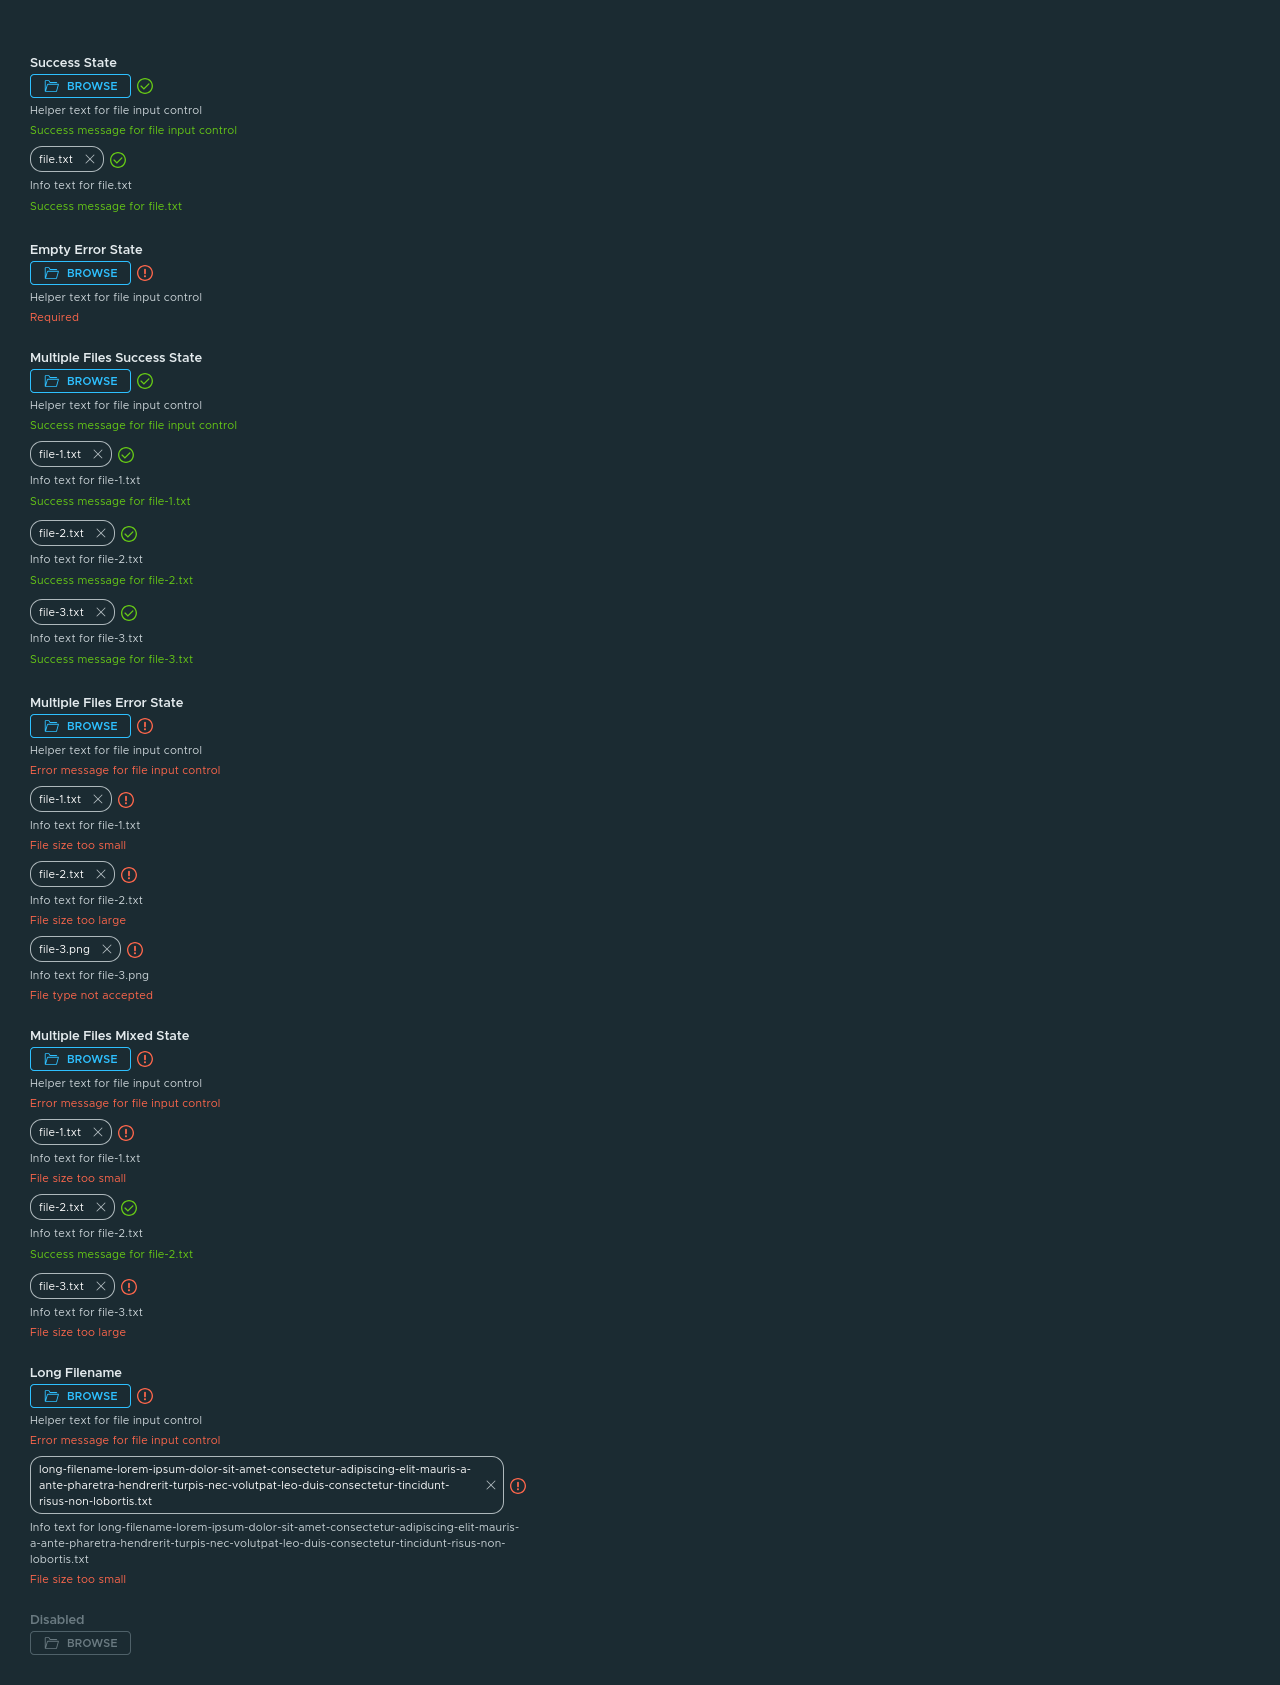 Success State
BROWSE
Helper text for file input control
Success message for file input control
file.txt
Info text for file.txt
Success message for file.txt
Empty Error State
BROWSE
Helper text for file input control
Required
Multiple Files Success State
BROWSE
Helper text for file input control
Success message for file input control
file-1.txt
Info text for file-1.txt
Success message for file-1.txt
file-2.txt
Info text for file-2.txt
Success message for file-2.txt
file-3.txt
Info text for file-3.txt
Success message for file-3.txt
Multiple Files Error State
BROWSE
Helper text for file input control
Error message for file input control
file-1.txt
Info text for file-1.txt
File size too small
file-2.txt
Info text for file-2.txt
File size too large
file-3.png
Info text for file-3.png
File type not accepted
Multiple Files Mixed State
BROWSE
Helper text for file input control
Error message for file input control
file-1.txt
Info text for file-1.txt
File size too small
file-2.txt
Info text for file-2.txt
Success message for file-2.txt
file-3.txt
Info text for file-3.txt
File size too large
Long Filename
BROWSE
Helper text for file input control
Error message for file input control
long-filename-lorem-ipsum-dolor-sit-amet-consectetur-adipiscing-elit-mauris-a-
ante-pharetra-hendrerit-turpis-nec-volutpat-leo-duis-consectetur-tincidunt-
risus-non-lobortis.txt
Info text for long-filename-lorem-ipsum-dolor-sit-amet-consectetur-adipiscing-elit-mauris-
a-ante-pharetra-hendrerit-turpis-nec-volutpat-leo-duis-consectetur-tincidunt-risus-non-
lobortis.txt
File size too small
Disabled
BROWSE